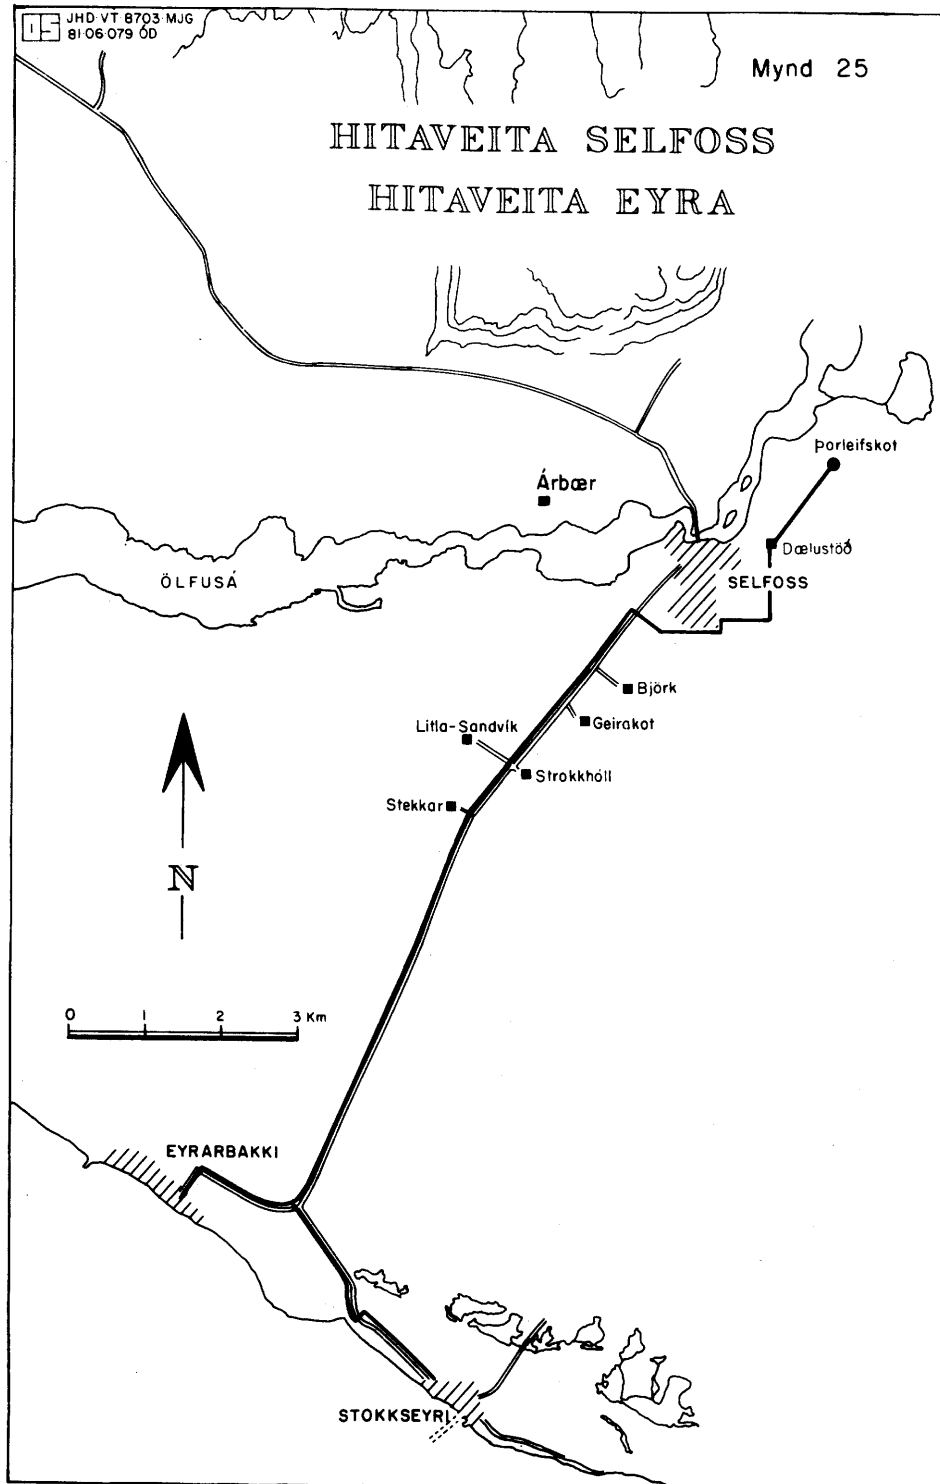 OS JHD·VT·8703·MJG
81·06·079 ÓD
Mynd 25
HITAVEITA SELFOSS
HITAVEITA EYRA
Þorleifskot
Árbær
Dælustöð
ÖLFUSÁ
SELFOSS
Björk
Litla-Sandvík
Geirakot
Strokkhóll
Stekkar
N
0 1 2 3 Km
EYRARBAKKI
STOKKSEYRI